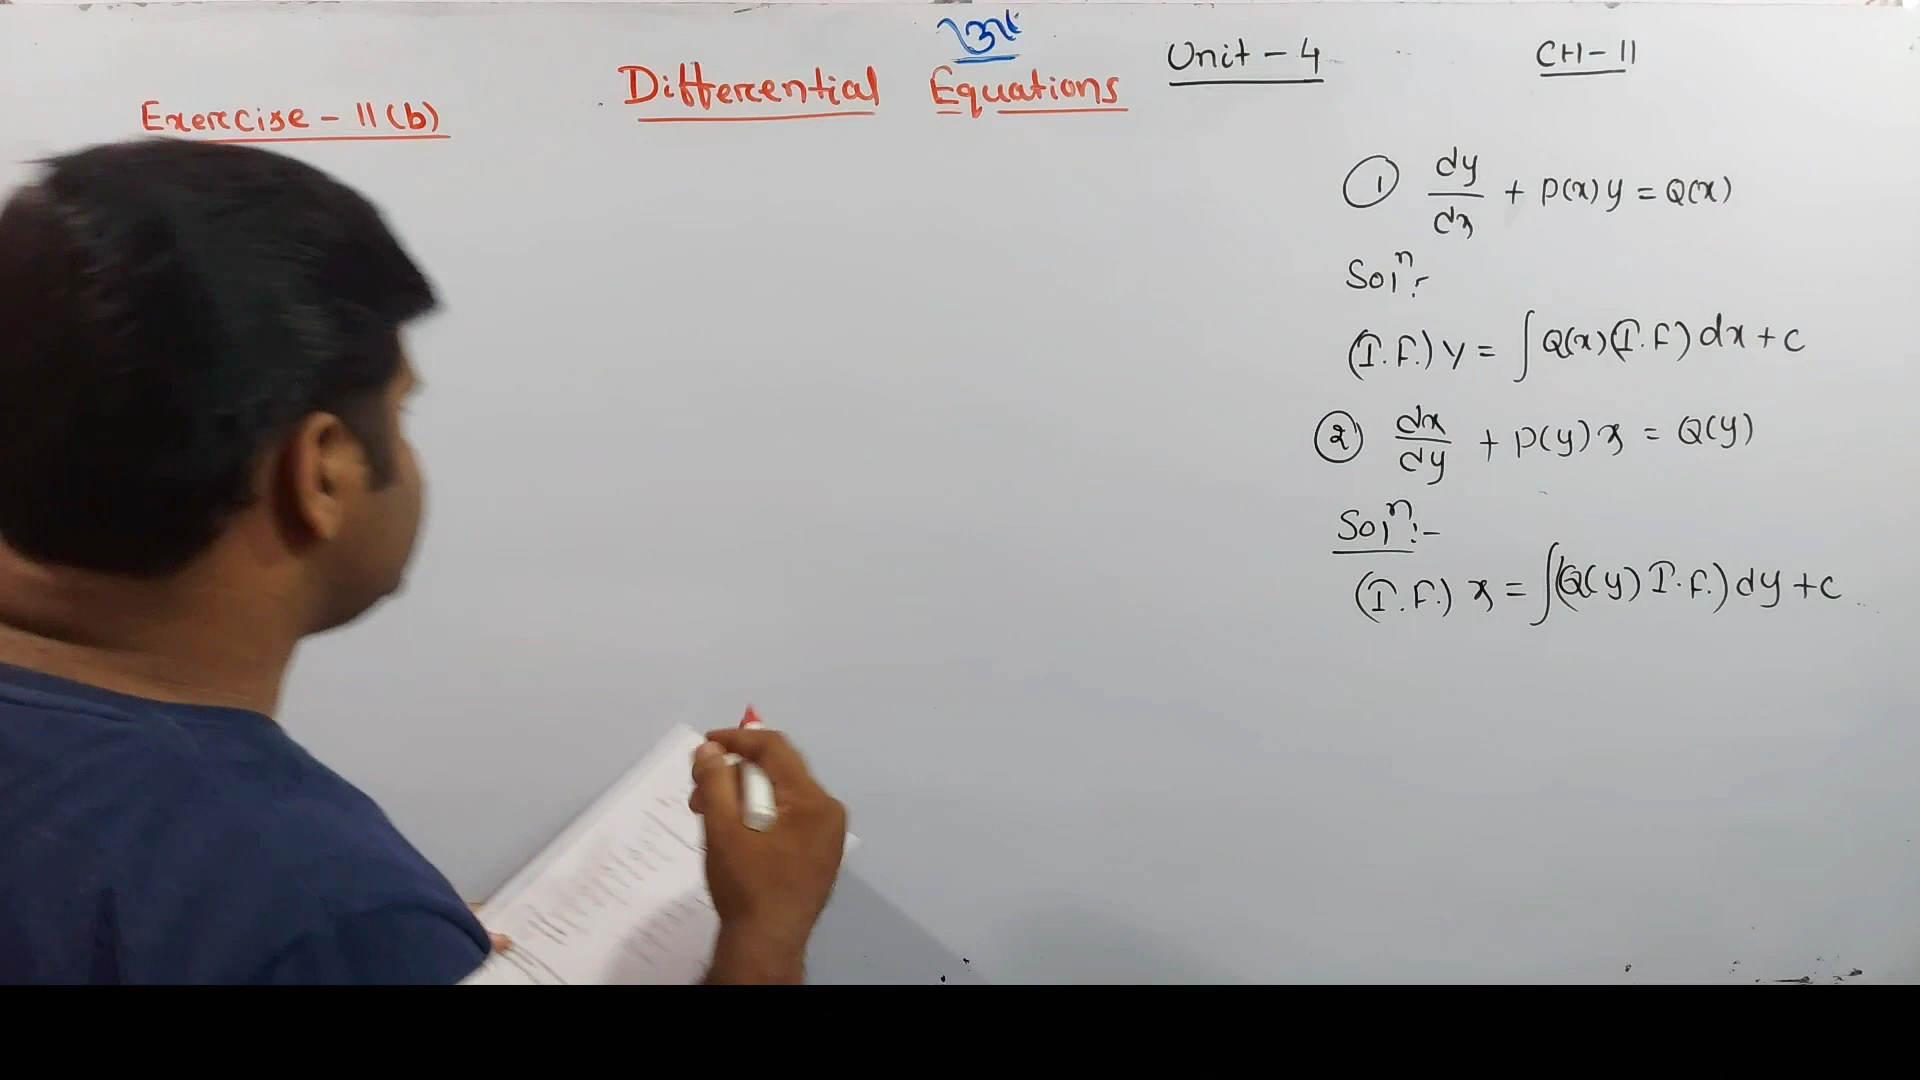 Unit - 4
CH-11
Differential Equations
Exercise - 11(b)
① dy/dx + P(x) y = Q(x)
Solⁿ:-
(I.F.) y = ∫ Q(x) (I.F) dx + c
② dx/dy + P(y) x = Q(y)
Solⁿ:-
(I.F.) x = ∫(Q(y) I.F.) dy + c